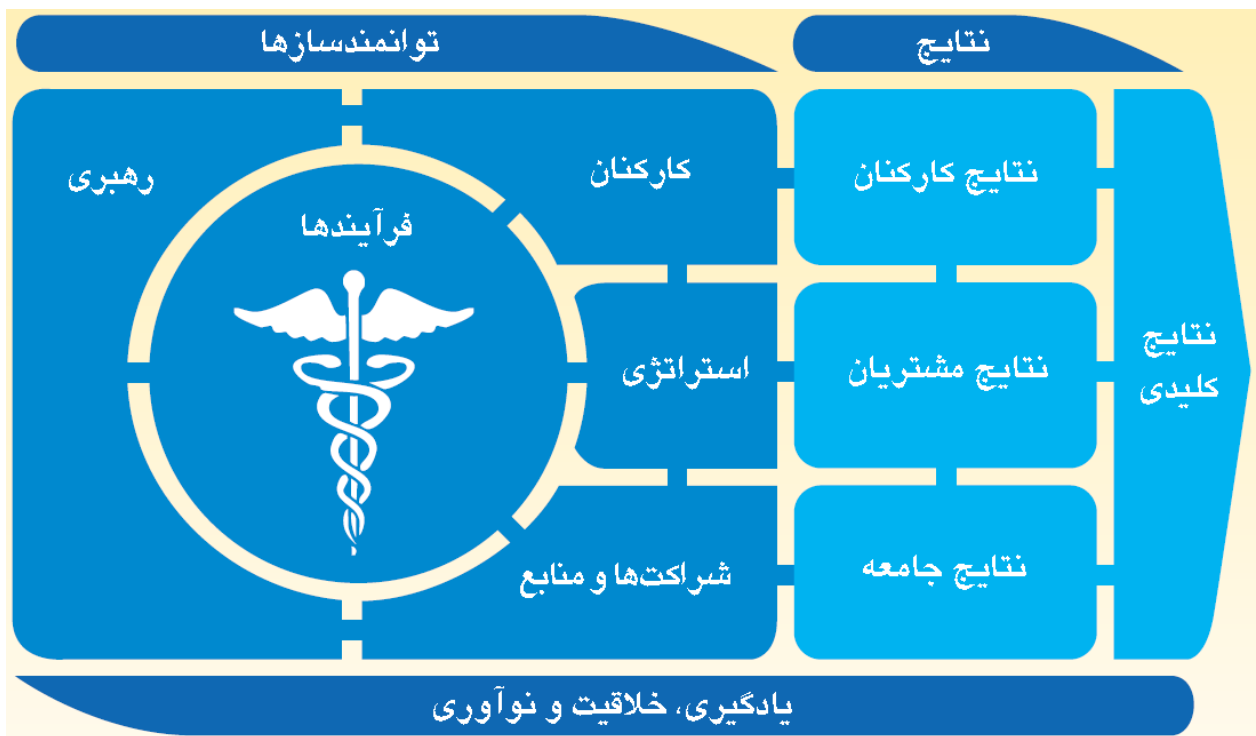 توانمندسازها
نتایج
رهبری
فرآیندها
کارکنان
استراتژی
شراکت‌ها و منابع
نتایج کارکنان
نتایج مشتریان
نتایج جامعه
نتایج
کلیدی
یادگیری، خلاقیت و نوآوری